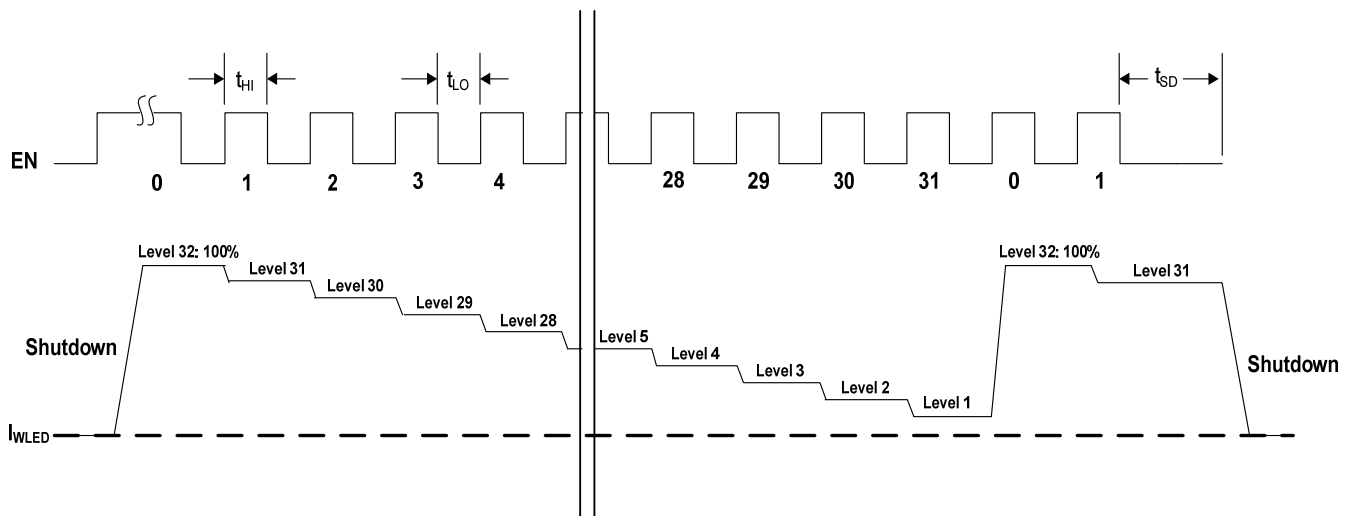 tHI
tLO
tSD
EN
0 1 2 3 4 28 29 30 31 0 1
Level 32: 100%
Level 31
Level 30
Level 29
Level 28
Level 5
Level 4
Level 3
Level 2
Level 1
Level 32: 100%
Level 31
Shutdown
Shutdown
IWLED